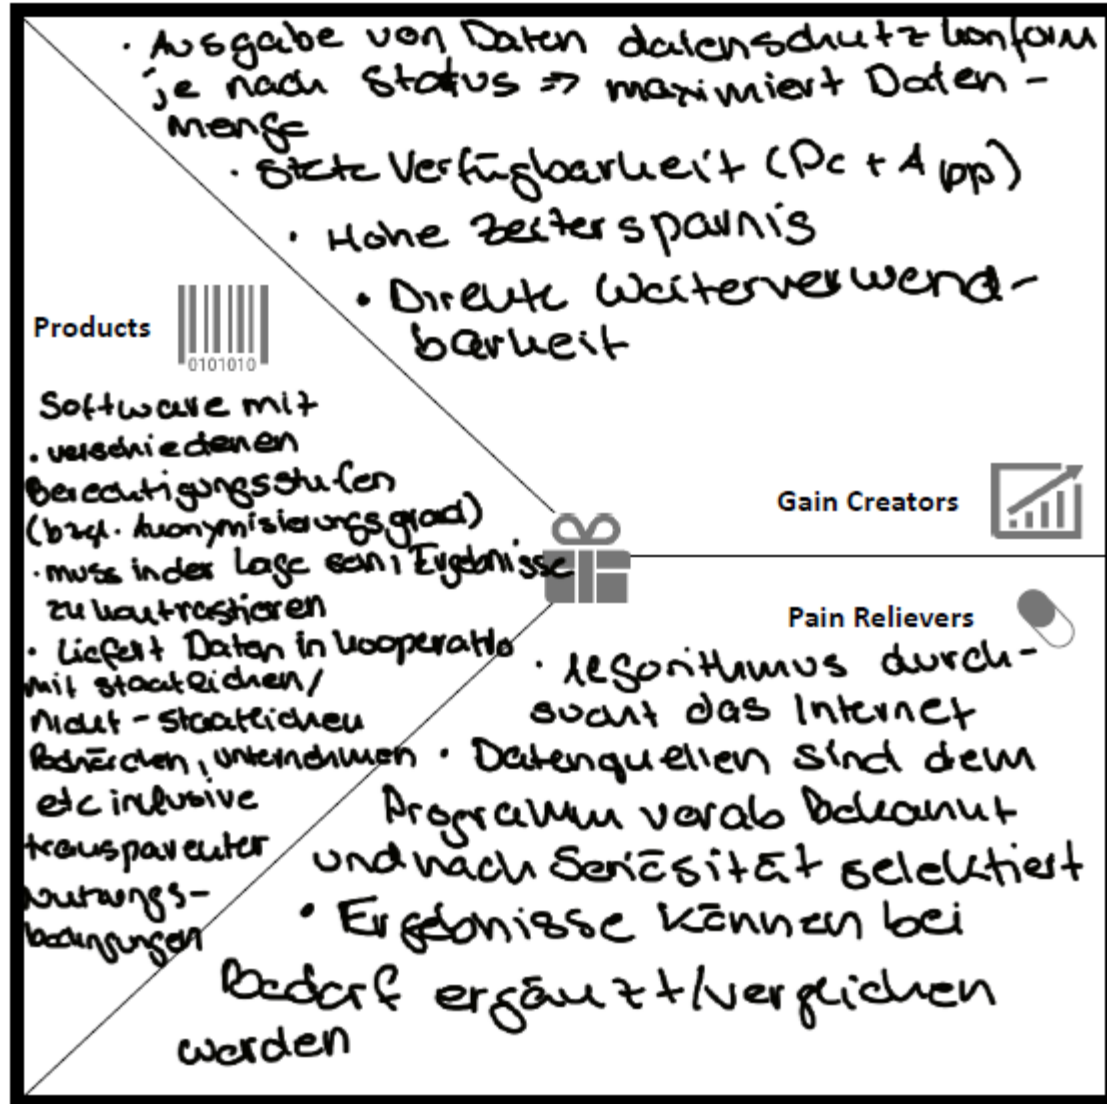 · Ausgabe von Daten datenschutzkonform
je nach Status => maximiert Daten-
menge
· stete Verfügbarkeit (Pc + App)
· Hohe Zeitersparnis
· Direkte Weiterverwend-
barkeit
Gain Creators
Products
0101010
Software mit
· verschiedenen
Berechtigungsstufen
(bzgl. Anonymisierungsgrad)
· muss in der Lage sein, Ergebnisse
zu kontrastieren
· Liefert Daten in Kooperatio
mit staatlichen/
nicht-staatlichen
Behörden, unternehmen
etc inklusive
transparenter
Nutzungs-
bedingungen
Pain Relievers
· Algorithmus durch-
sucht das Internet
· Datenquellen sind dem
Programm vorab bekannt
und nach Seriösität selektiert
· Ergebnisse können bei
Bedarf ergänzt/verglichen
werden